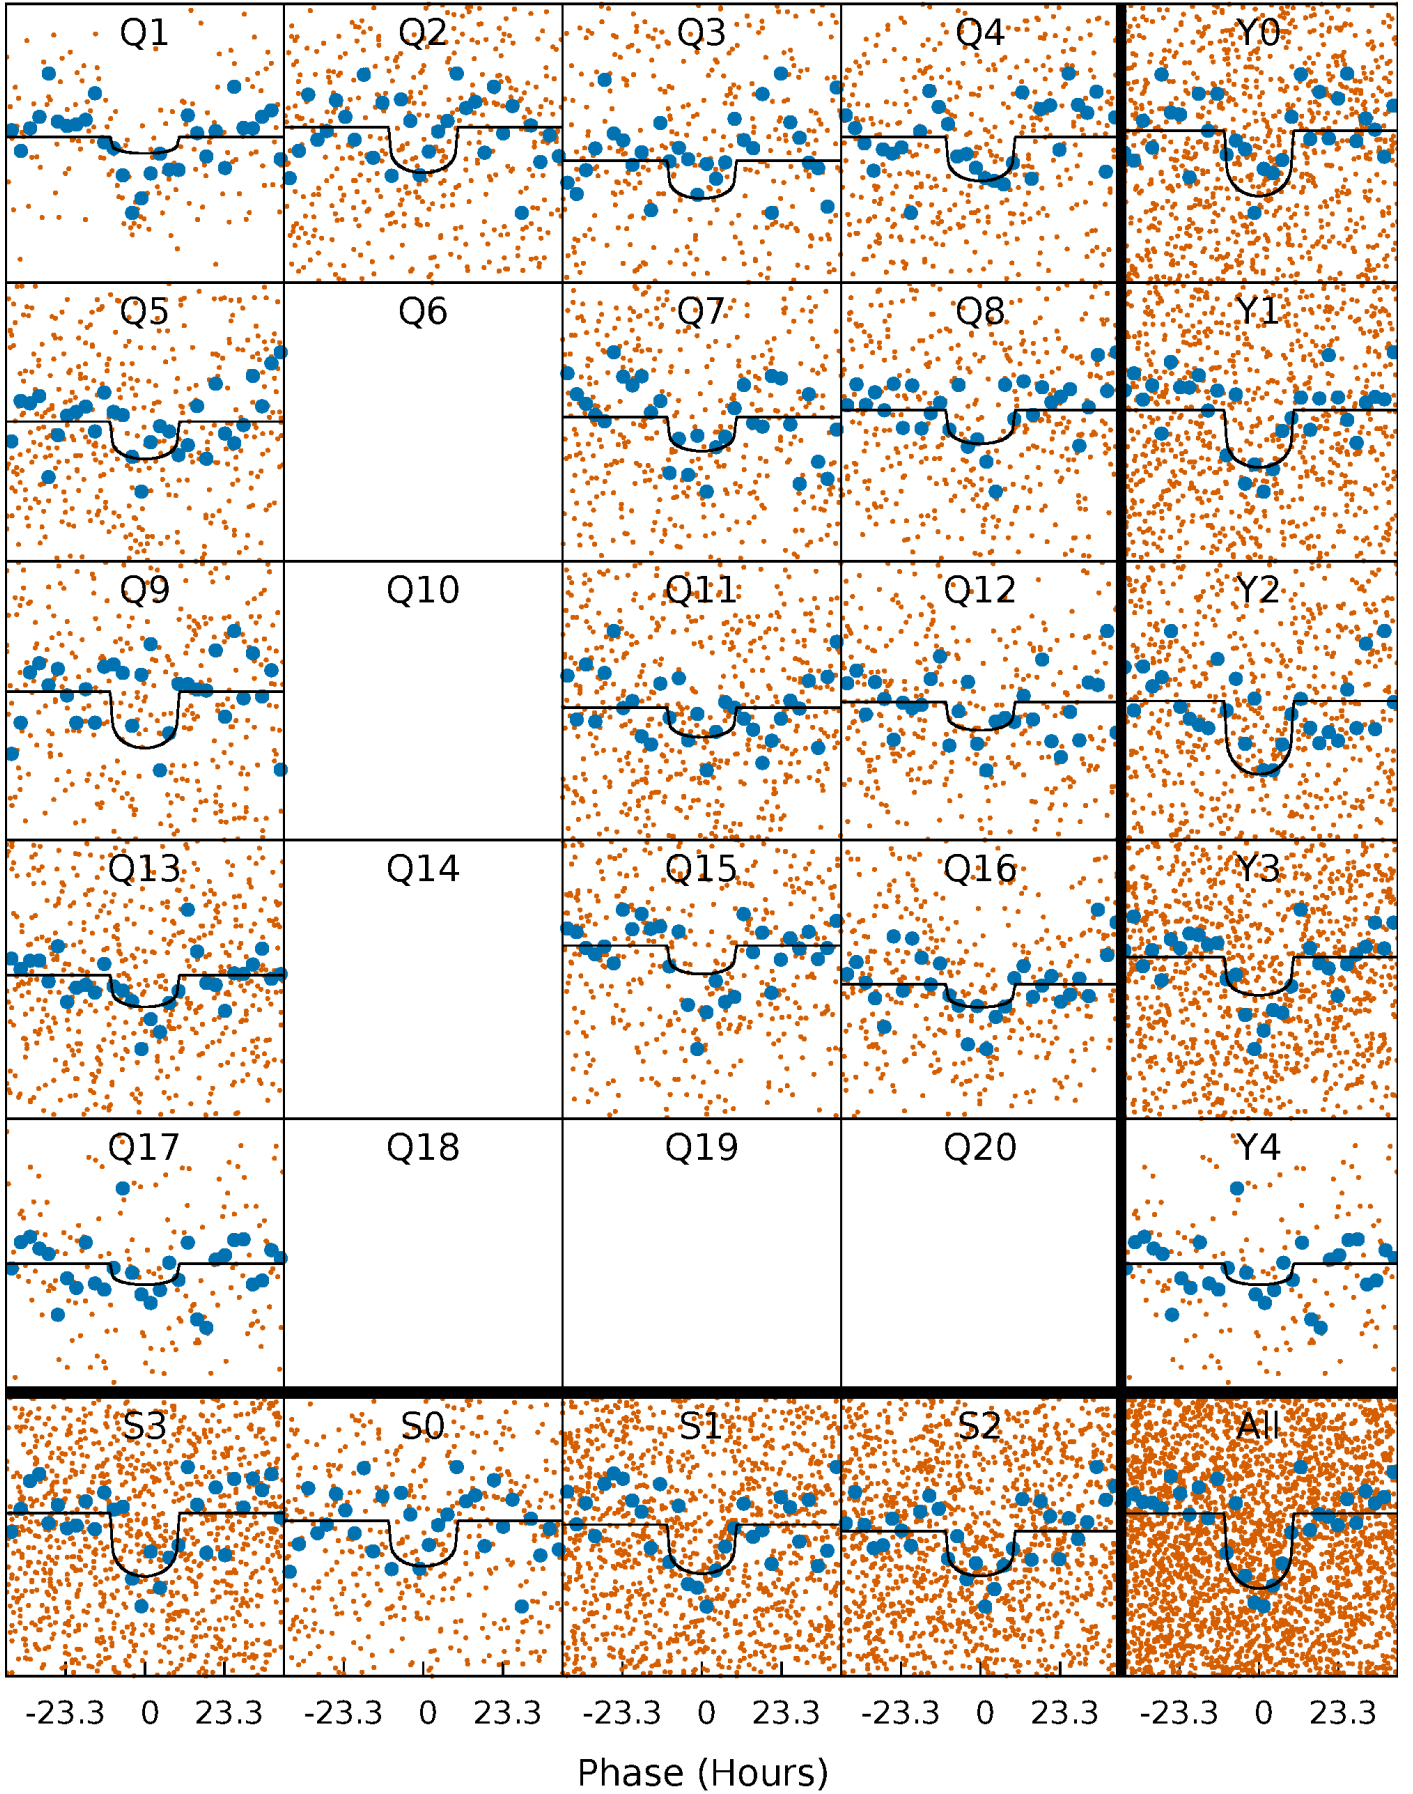 Q1 Q2 Q3 Q4 Y0
Q5 Q6 Q7 Q8 Y1
Q9 Q10 Q11 Q12 Y2
Q13 Q14 Q15 Q16 Y3
Q17 Q18 Q19 Q20 Y4
S3 S0 S1 S2 All
-23.3 0 23.3 -23.3 0 23.3 -23.3 0 23.3 -23.3 0 23.3 -23.3 0 23.3
Phase (Hours)